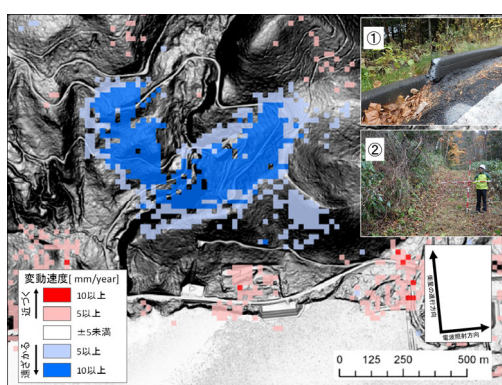 ①
②
変動速度[ mm/year]
近づく
10以上
5以上
±5未満
5以上
10以上
遠ざかる
衛星の進行方向
電波照射方向
0 125 250 500 m